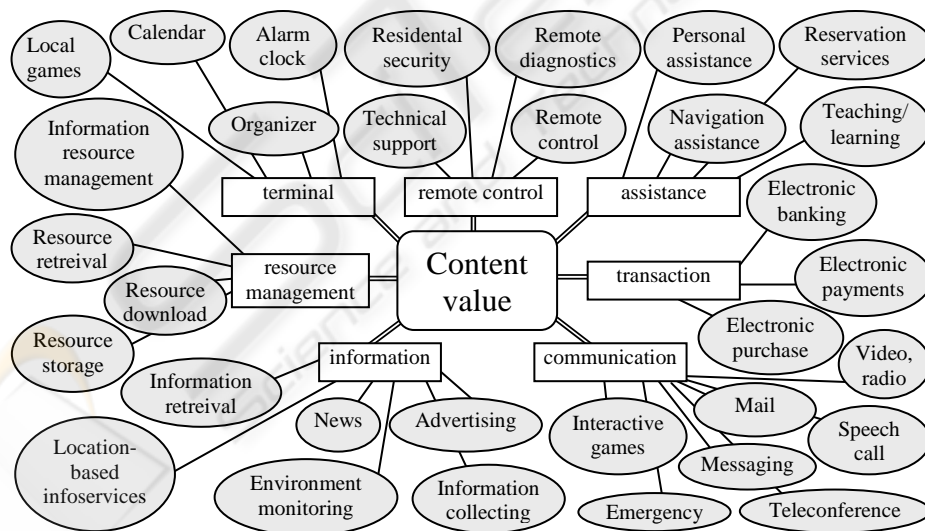 Local
games
Calendar
Alarm
clock
Residental
security
Remote
diagnostics
Personal
assistance
Reservation
services
Information
resource
management
Organizer
Technical
support
Remote
control
Navigation
assistance
Teaching/
learning
terminal
remote control
assistance
Electronic
banking
Resource
retreival
resource
management
Content
value
transaction
Electronic
payments
Resource
download
Resource
storage
Electronic
purchase
information
communication
Video,
radio
Information
retreival
News
Advertising
Interactive
games
Mail
Speech
call
Location-
based
infoservices
Environment
monitoring
Information
collecting
Messaging
Emergency
Teleconference